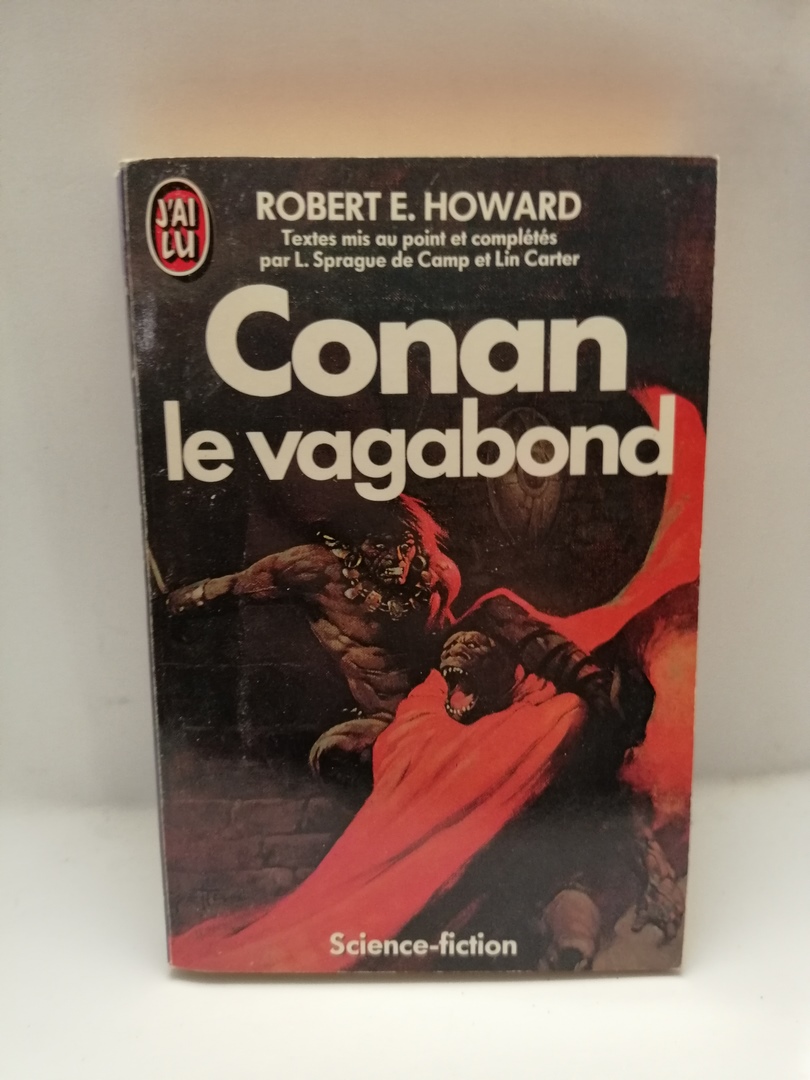 J'AI
LU
ROBERT E. HOWARD
Textes mis au point et complétés
par L. Sprague de Camp et Lin Carter
Conan
le vagabond
Science-fiction